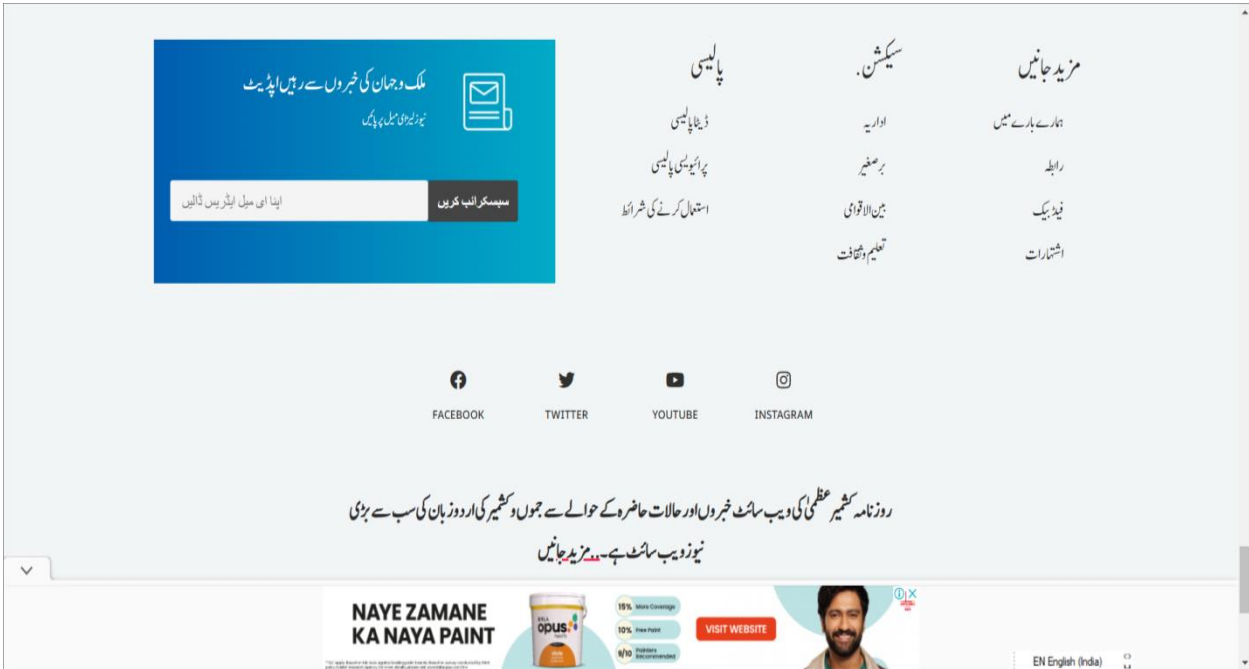 مزید جانیں
ہمارے بارے میں
رابطہ
فیڈ بیک
اشتہارات
سیکشن .
اداریہ
برصغیر
بین الاقوامی
تعلیم و ثقافت
پالیسی
ڈیٹا پالیسی
پرائیویسی پالیسی
استعمال کرنے کی شرائط
ملک و جہان کی خبروں سے رہیں اپڈیٹ
نیوز لیٹر ای میل پر پائیں
اپنا ای میل ایڈریس ڈالیں
سبسکرائب کریں
FACEBOOK
TWITTER
YOUTUBE
INSTAGRAM
روزنامہ کشمیر عظمیٰ کی ویب سائٹ خبروں اور حالات حاضرہ کے حوالے سے جموں و کشمیر کی اردو زبان کی سب سے بڑی
نیوز ویب سائٹ ہے۔..مزید جانیں
NAYE ZAMANE
KA NAYA PAINT
BIRLA
opus
PAINTS
15% More Coverage
10% Free Paint
9/10 Painters Recommended
VISIT WEBSITE
EN English (India)